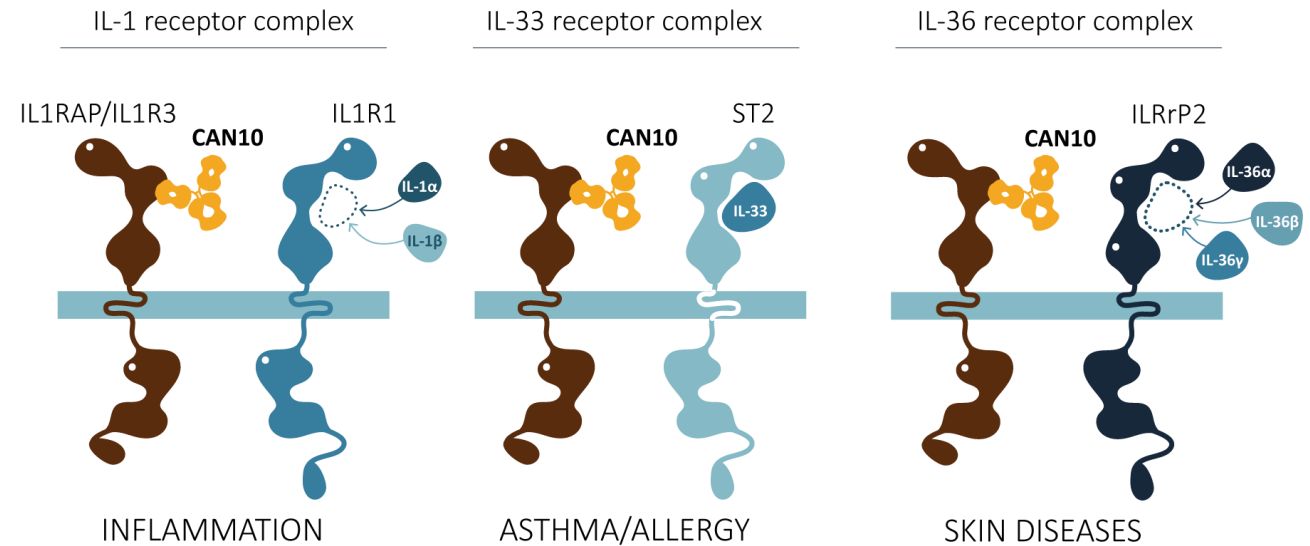 IL-1 receptor complex
IL-33 receptor complex
IL-36 receptor complex
IL1RAP/IL1R3
CAN10
IL1R1
CAN10
ST2
CAN10
ILRrP2
IL-1α
IL-1β
IL-33
IL-36α
IL-36β
IL-36γ
INFLAMMATION
ASTHMA/ALLERGY
SKIN DISEASES